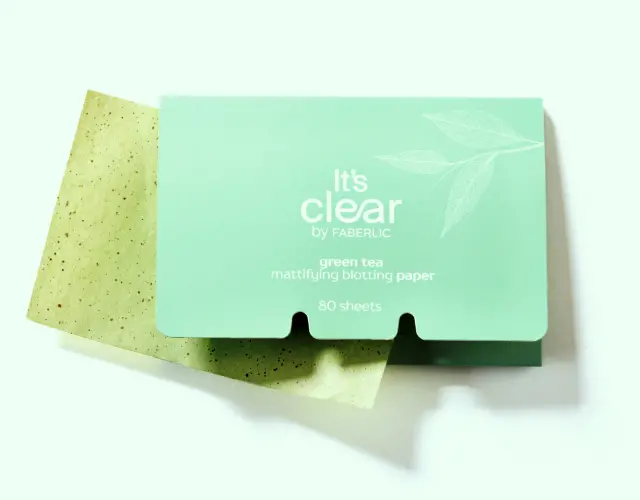 It's
clear
by FABERLIC
green tea
mattifying blotting paper
80 sheets